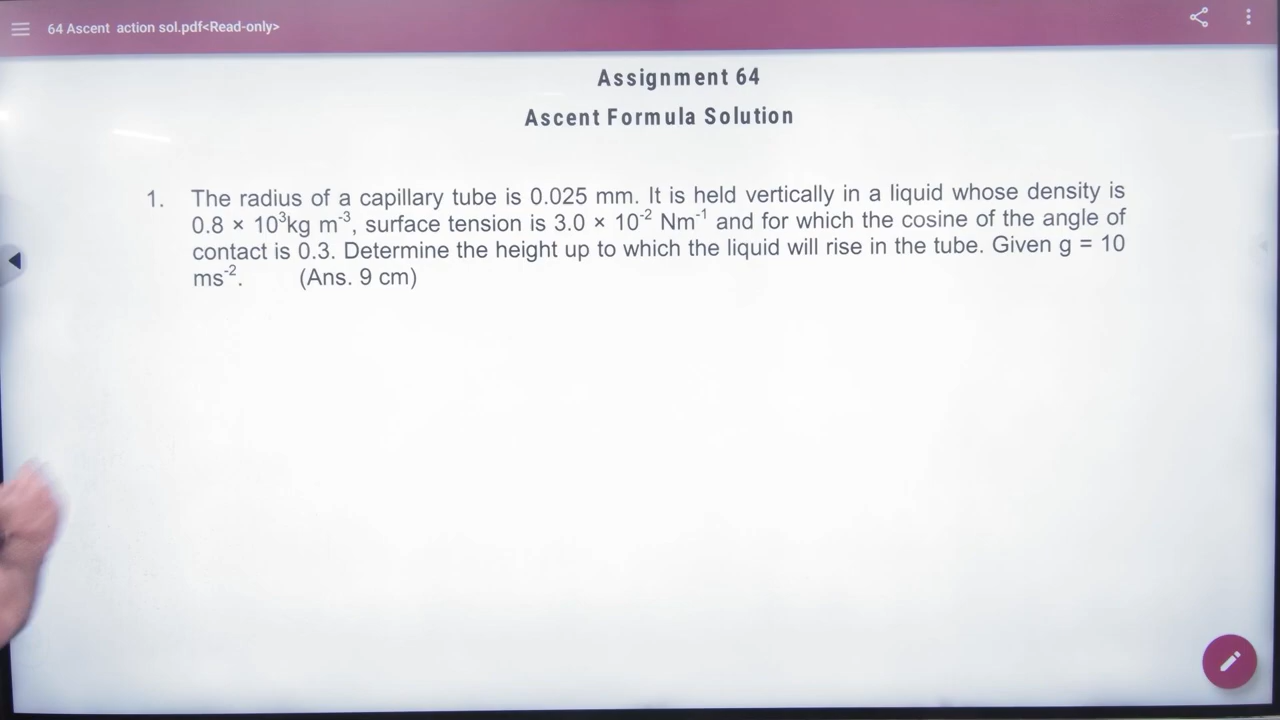 64 Ascent action sol.pdf<Read-only>
Assignment 64
Ascent Formula Solution
1. The radius of a capillary tube is 0.025 mm. It is held vertically in a liquid whose density is
0.8 × 10³kg m⁻³, surface tension is 3.0 × 10⁻² Nm⁻¹ and for which the cosine of the angle of
contact is 0.3. Determine the height up to which the liquid will rise in the tube. Given g = 10
ms⁻². (Ans. 9 cm)